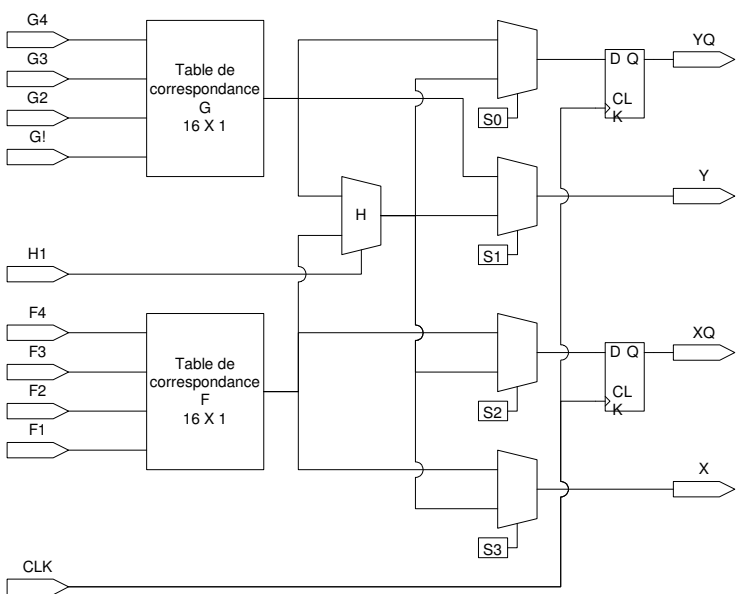 G4
G3
G2
G!
Table de
correspondance
G
16 X 1
S0
D Q
CL
K
YQ
H
S1
Y
H1
F4
F3
F2
F1
Table de
correspondance
F
16 X 1
S2
D Q
CL
K
XQ
S3
X
CLK